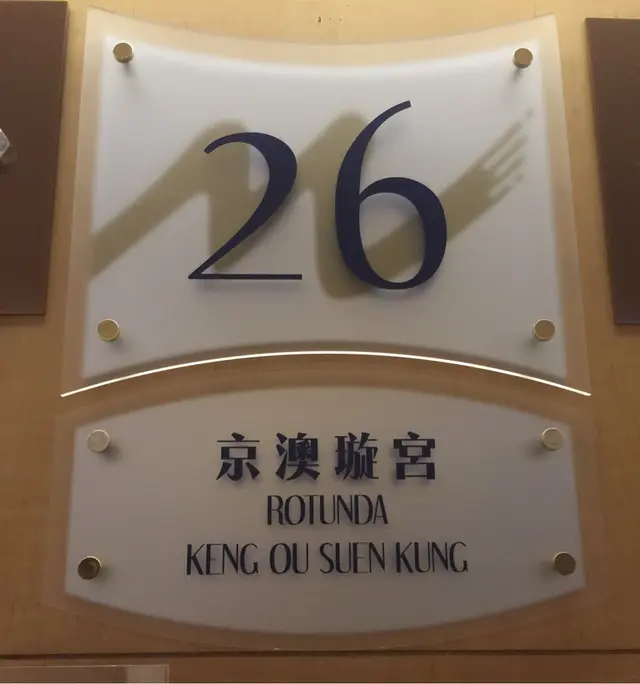 26
京澳璇宮
ROTUNDA
KENG OU SUEN KUNG